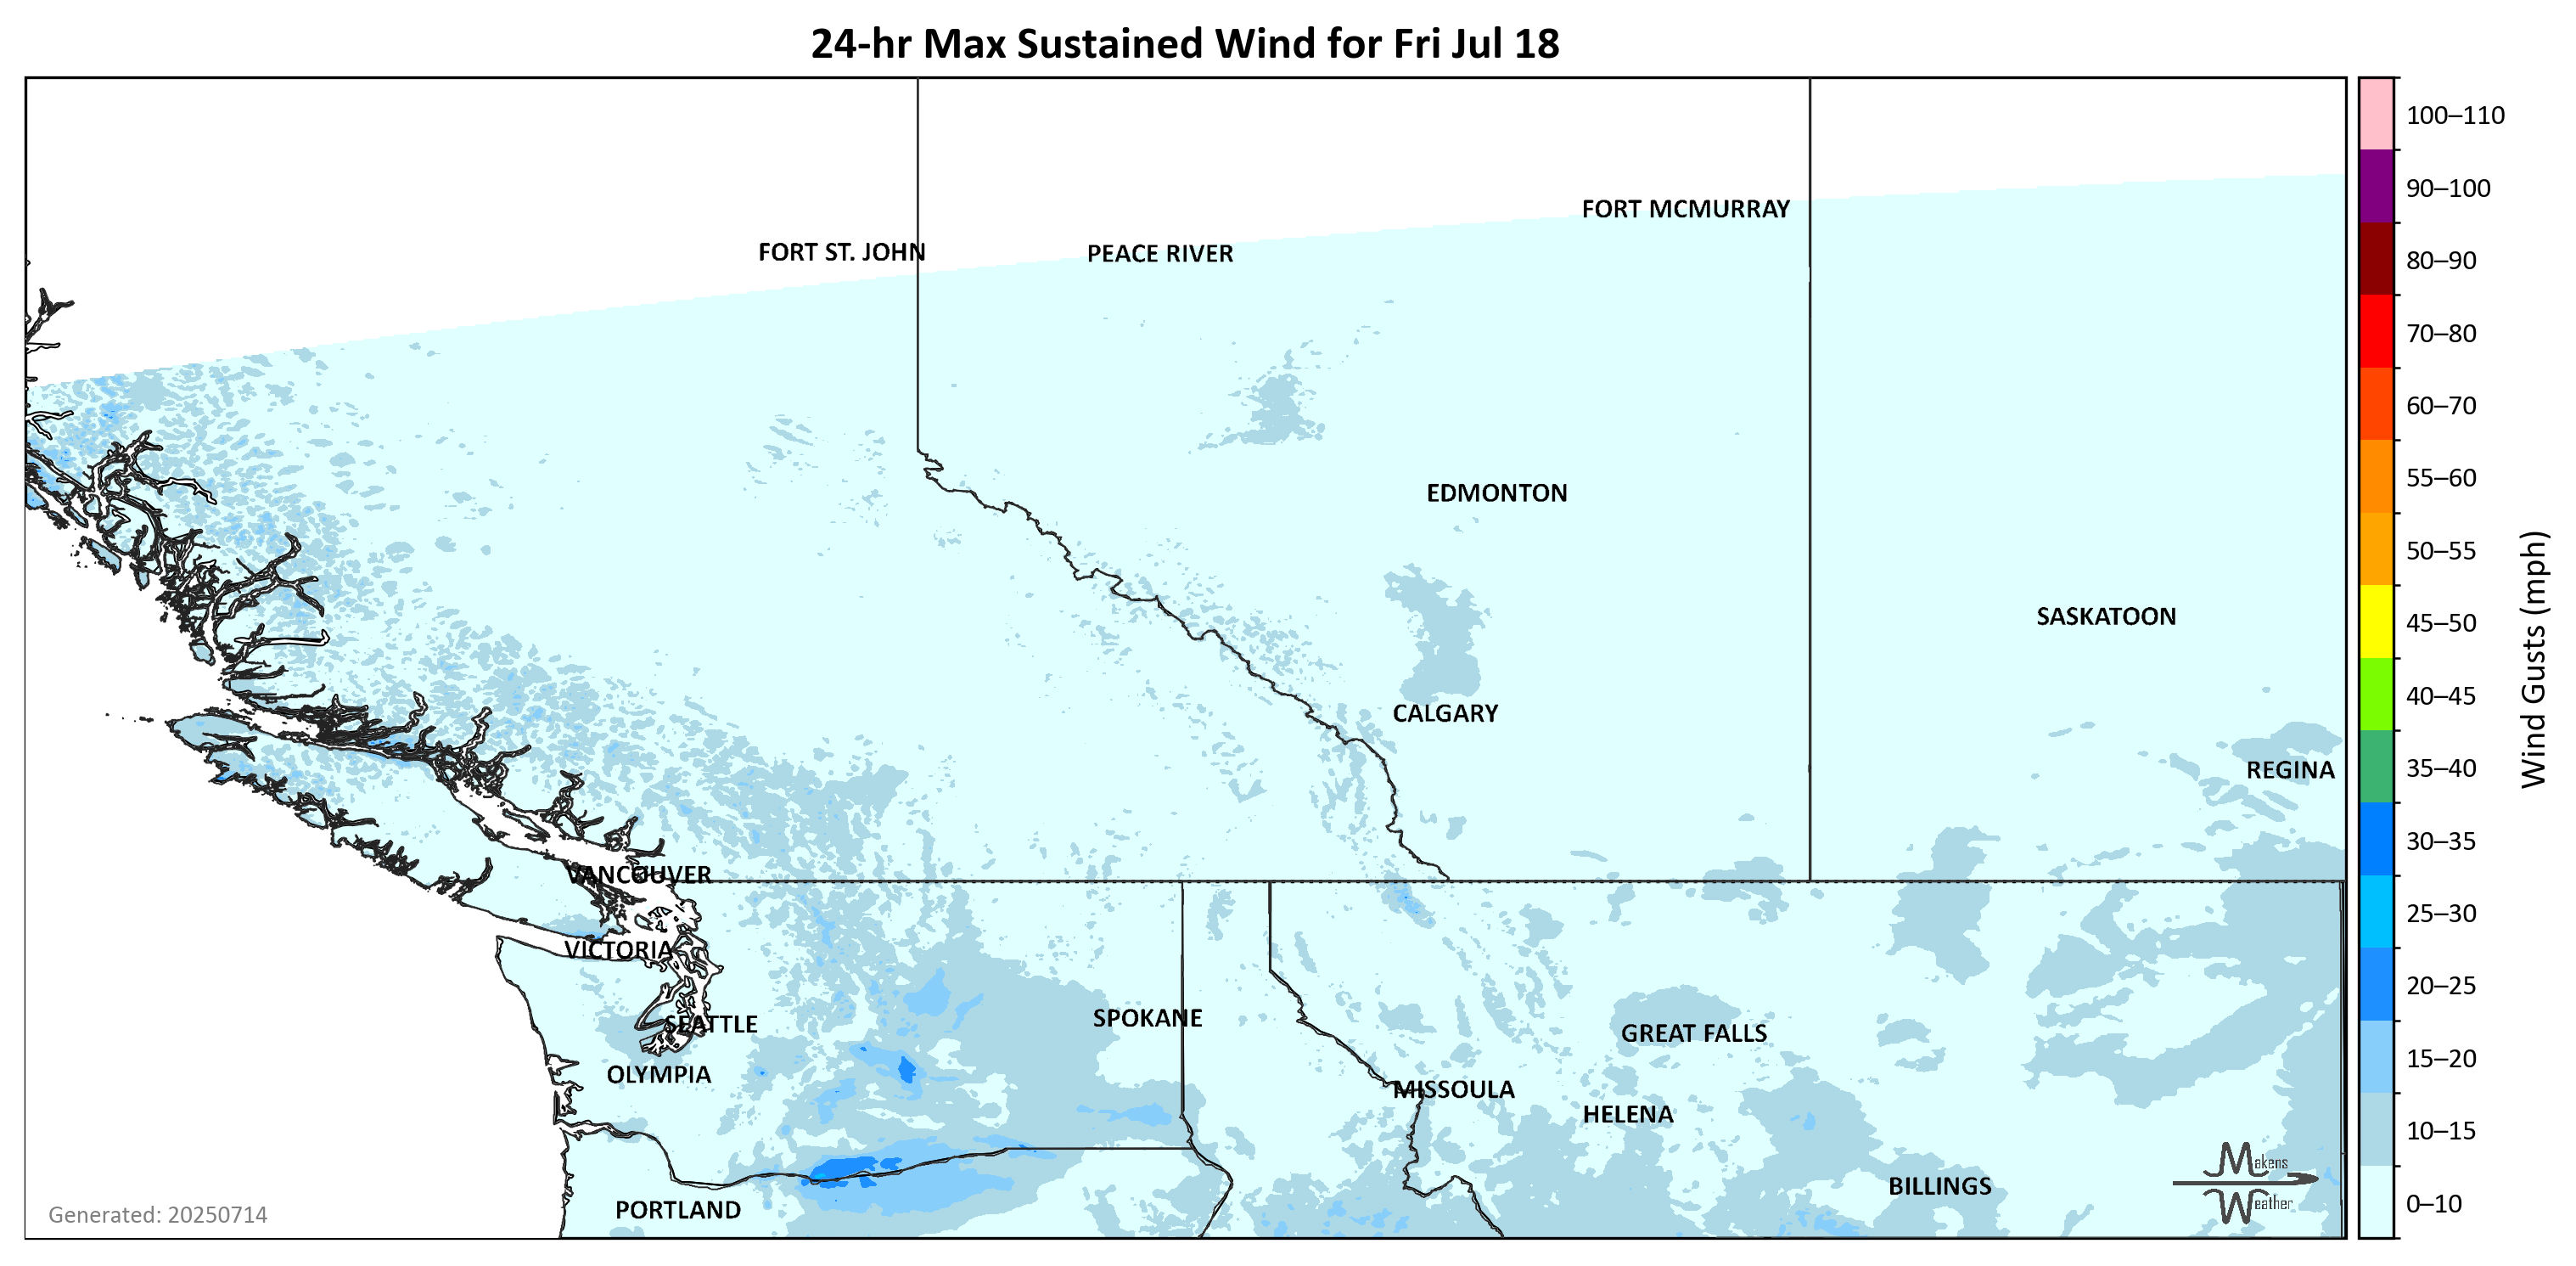 24-hr Max Sustained Wind for Fri Jul 18
FORT MCMURRAY
FORT ST. JOHN
PEACE RIVER
EDMONTON
SASKATOON
CALGARY
REGINA
VANCOUVER
VICTORIA
SEATTLE
SPOKANE
GREAT FALLS
OLYMPIA
MISSOULA
HELENA
BILLINGS
PORTLAND
Makens
Weather
Generated: 20250714
100–110
90–100
80–90
70–80
60–70
55–60
50–55
45–50
40–45
35–40
30–35
25–30
20–25
15–20
10–15
0–10
Wind Gusts (mph)